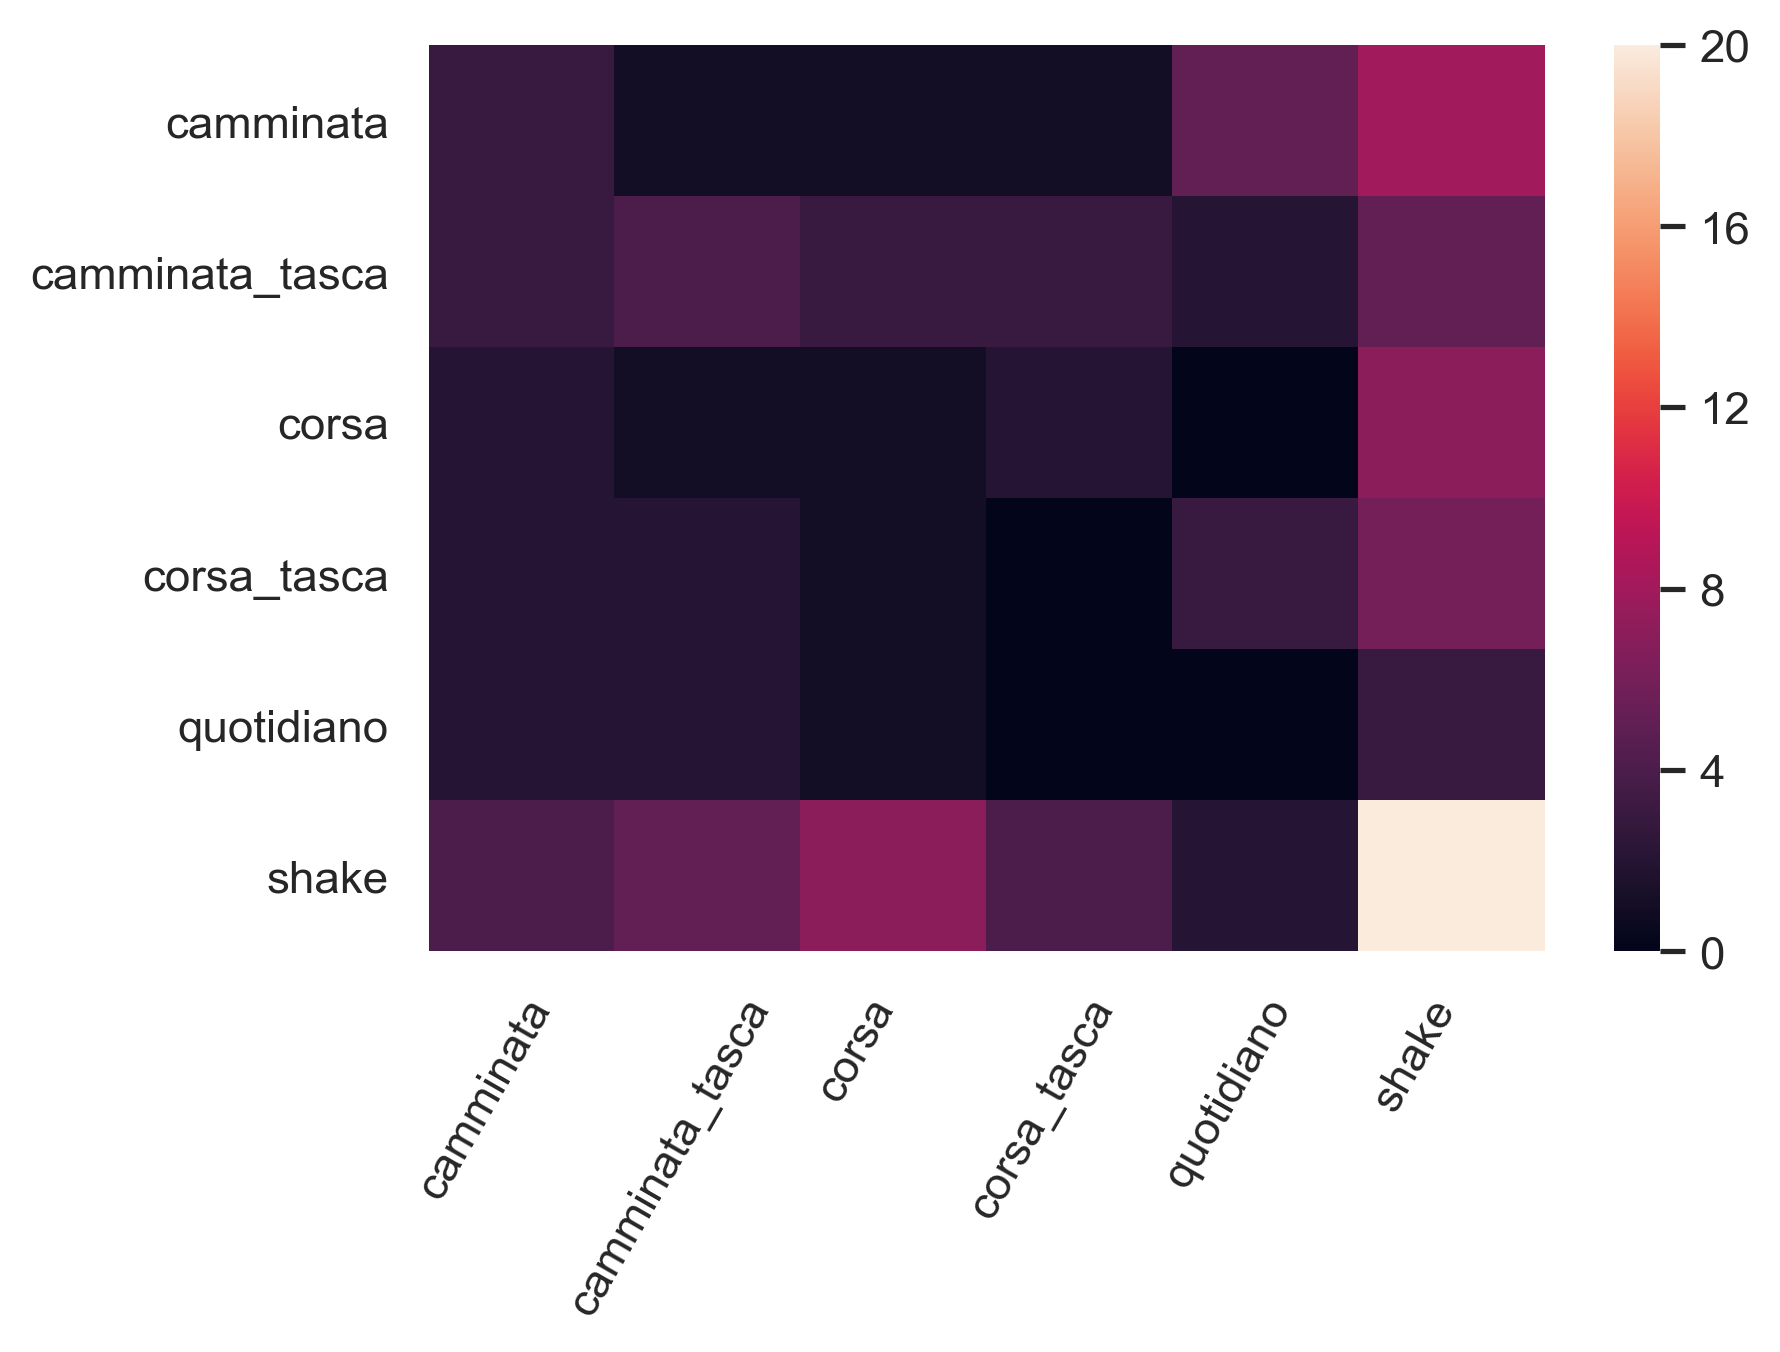 camminata
camminata_tasca
corsa
corsa_tasca
quotidiano
shake
20
16
12
8
4
0
camminata
camminata_tasca
corsa
corsa_tasca
quotidiano
shake